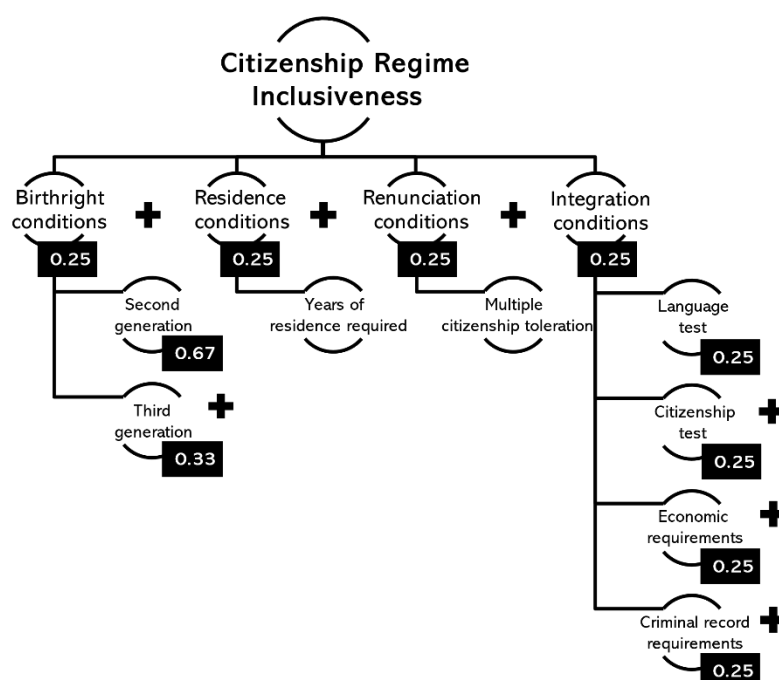 Citizenship Regime
Inclusiveness
Birthright
conditions
+
Residence
conditions
+
Renunciation
conditions
+
Integration
conditions
0.25
0.25
0.25
0.25
Second
generation
0.67
Years of
residence required
Multiple
citizenship toleration
Language
test
0.25
Third
generation
+
0.33
Citizenship
test
+
0.25
Economic
requirements
+
0.25
Criminal record
requirements
+
0.25